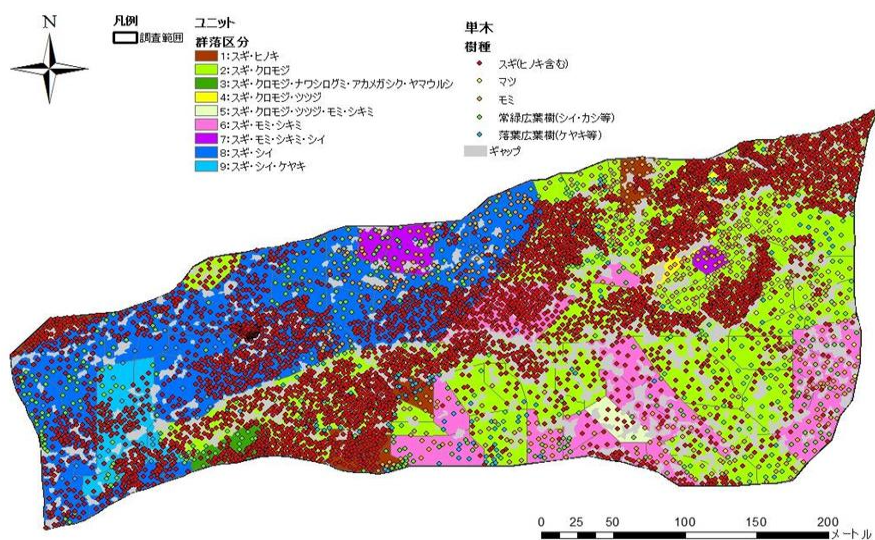 N
凡例
調査範囲
ユニット
群落区分
1:スギ・ヒノキ
2:スギ・クロモジ
3:スギ・クロモジ・ナワシログミ・アカメガシク・ヤマウルシ
4:スギ・クロモジ・ツツジ
5:スギ・クロモジ・ツツジ・モミ・シキミ
6:スギ・モミ・シキミ
7:スギ・モミ・シキミ・シイ
8:スギ・シイ
9:スギ・シイ・ケヤキ
単木
樹種
スギ(ヒノキ含む)
マツ
モミ
常緑広葉樹(シイ・カシ等)
落葉広葉樹(ケヤキ等)
ギャップ
0 25 50 100 150 200
メートル